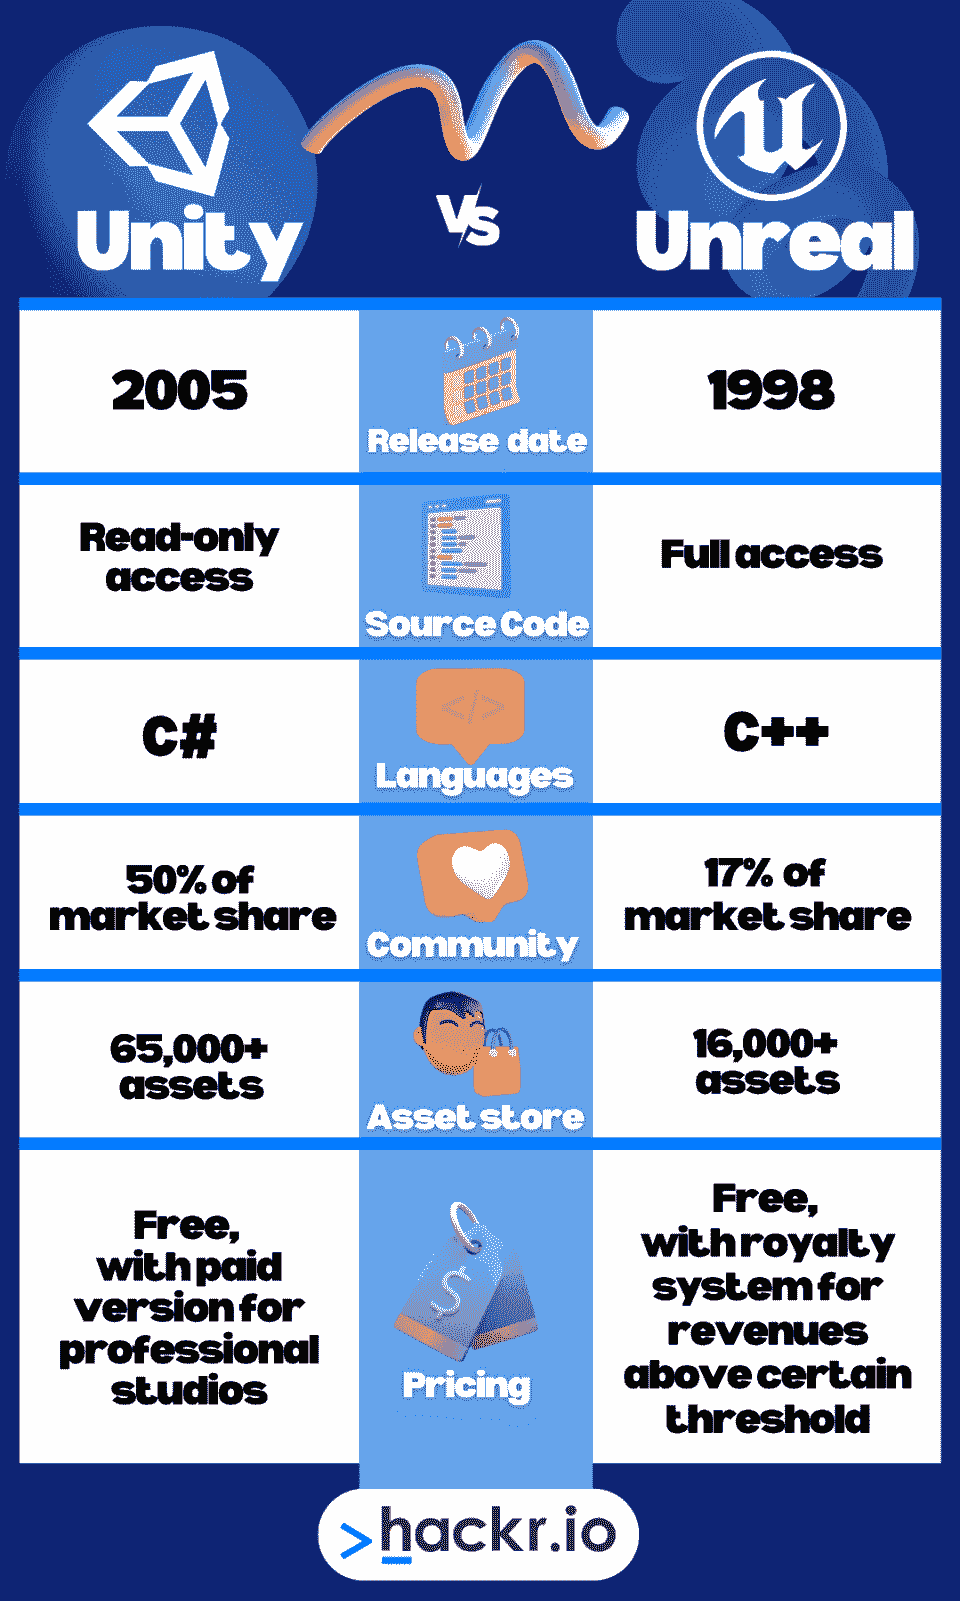 Unity
vs
Unreal
2005
Release date
1998
Read-only
access
Source Code
Full access
C#
</>
Languages
C++
50% of
market share
Community
17% of
market share
65,000+
assets
Asset store
16,000+
assets
Free,
with paid
version for
professional
studios
$
Pricing
Free,
with royalty
system for
revenues
above certain
threshold
>hackr.io